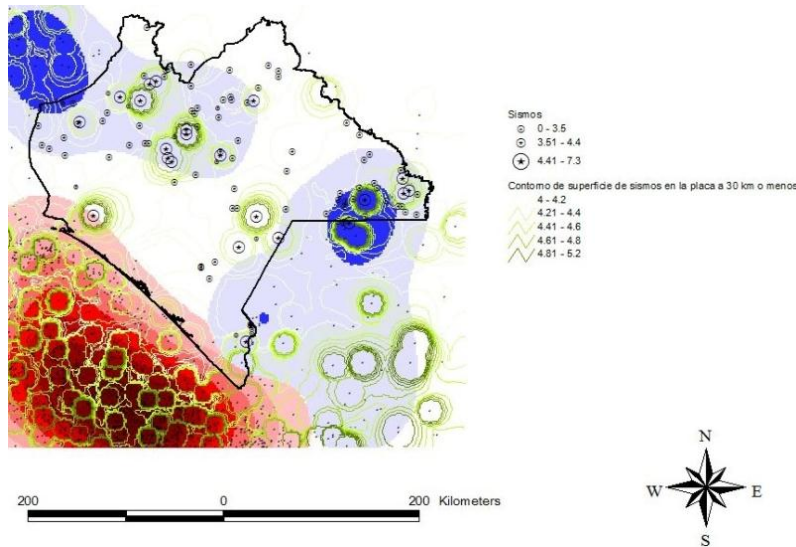 Sismos
0 - 3.5
3.51 - 4.4
4.41 - 7.3
Contorno de superficie de sismos en la placa a 30 km o menos
4 - 4.2
4.21 - 4.4
4.41 - 4.6
4.61 - 4.8
4.81 - 5.2
N
W E
S
200 0 200 Kilometers